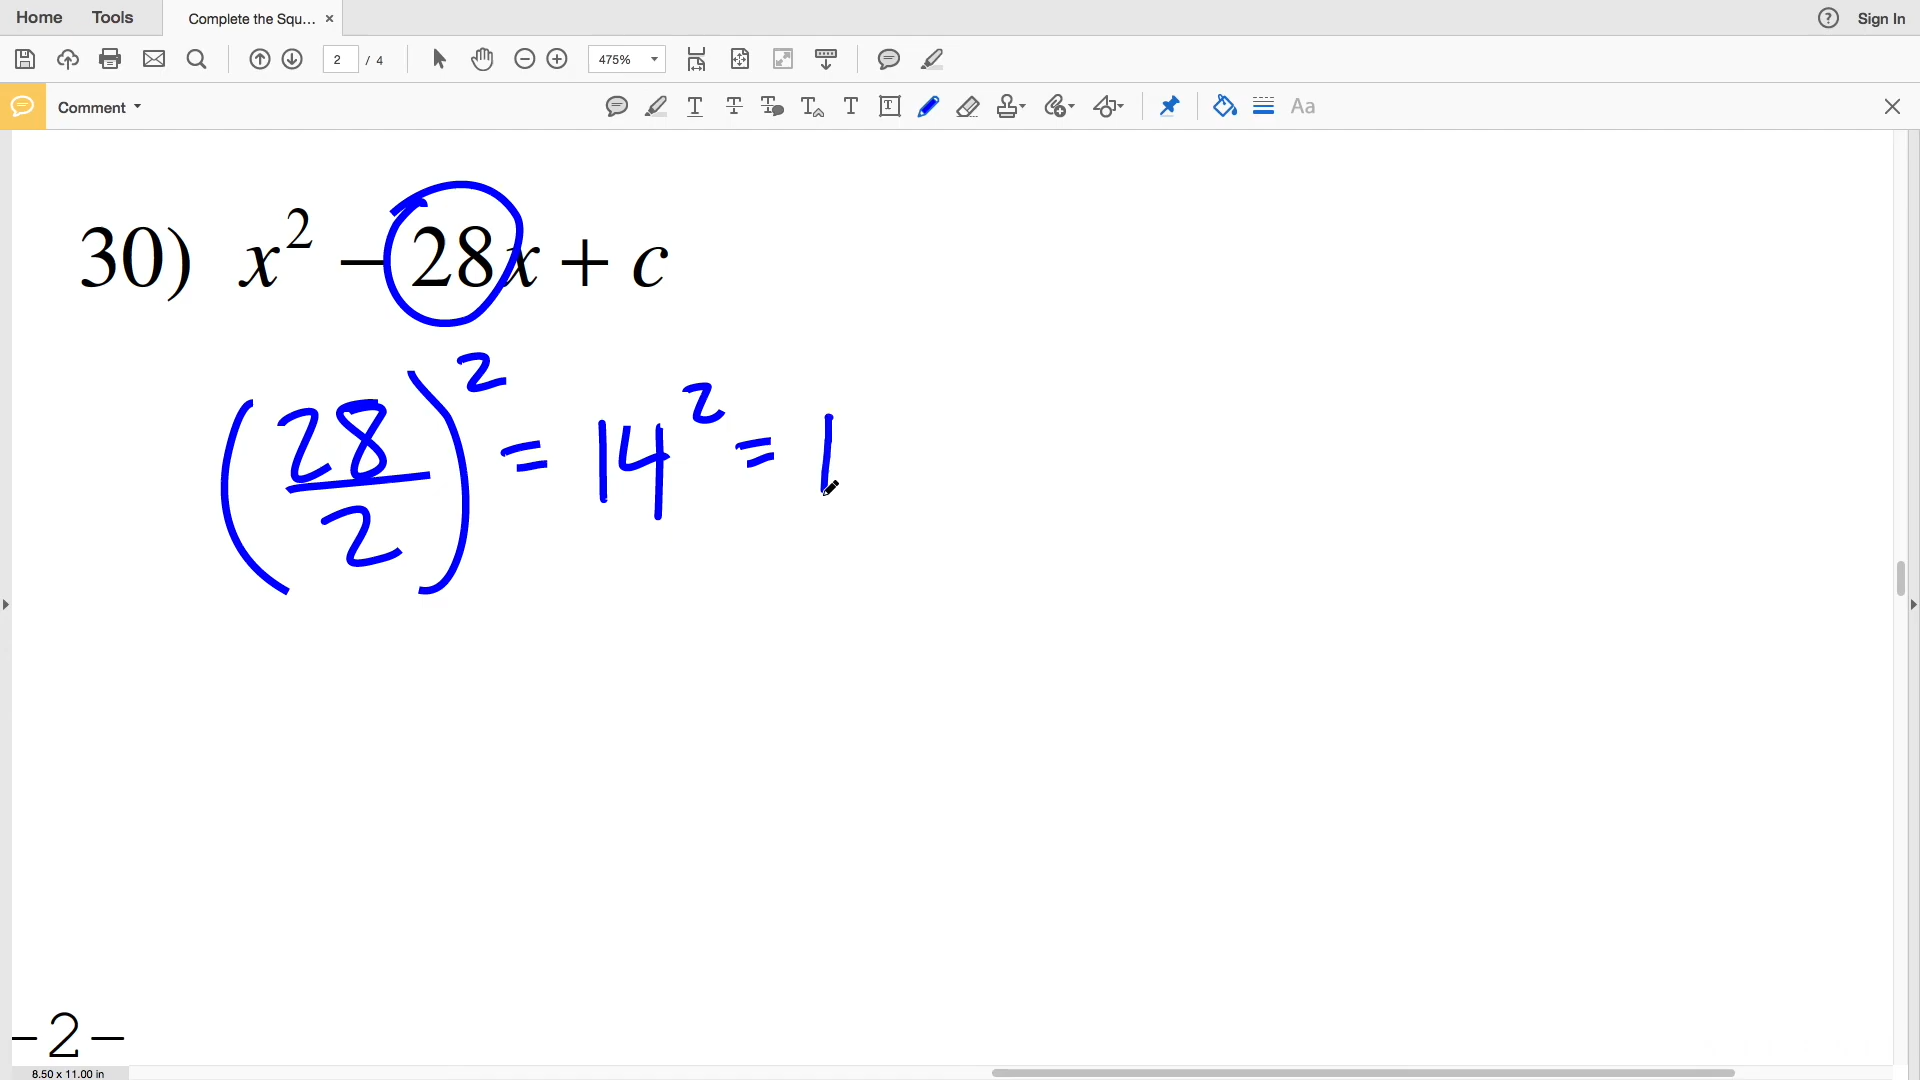 Home Tools Complete the Squ... × ? Sign In
2 / 4 475%
Comment T T T T T T Aa
30) x² − 28x + c
(28/2)² = 14² = 1
-2-
8.50 x 11.00 in